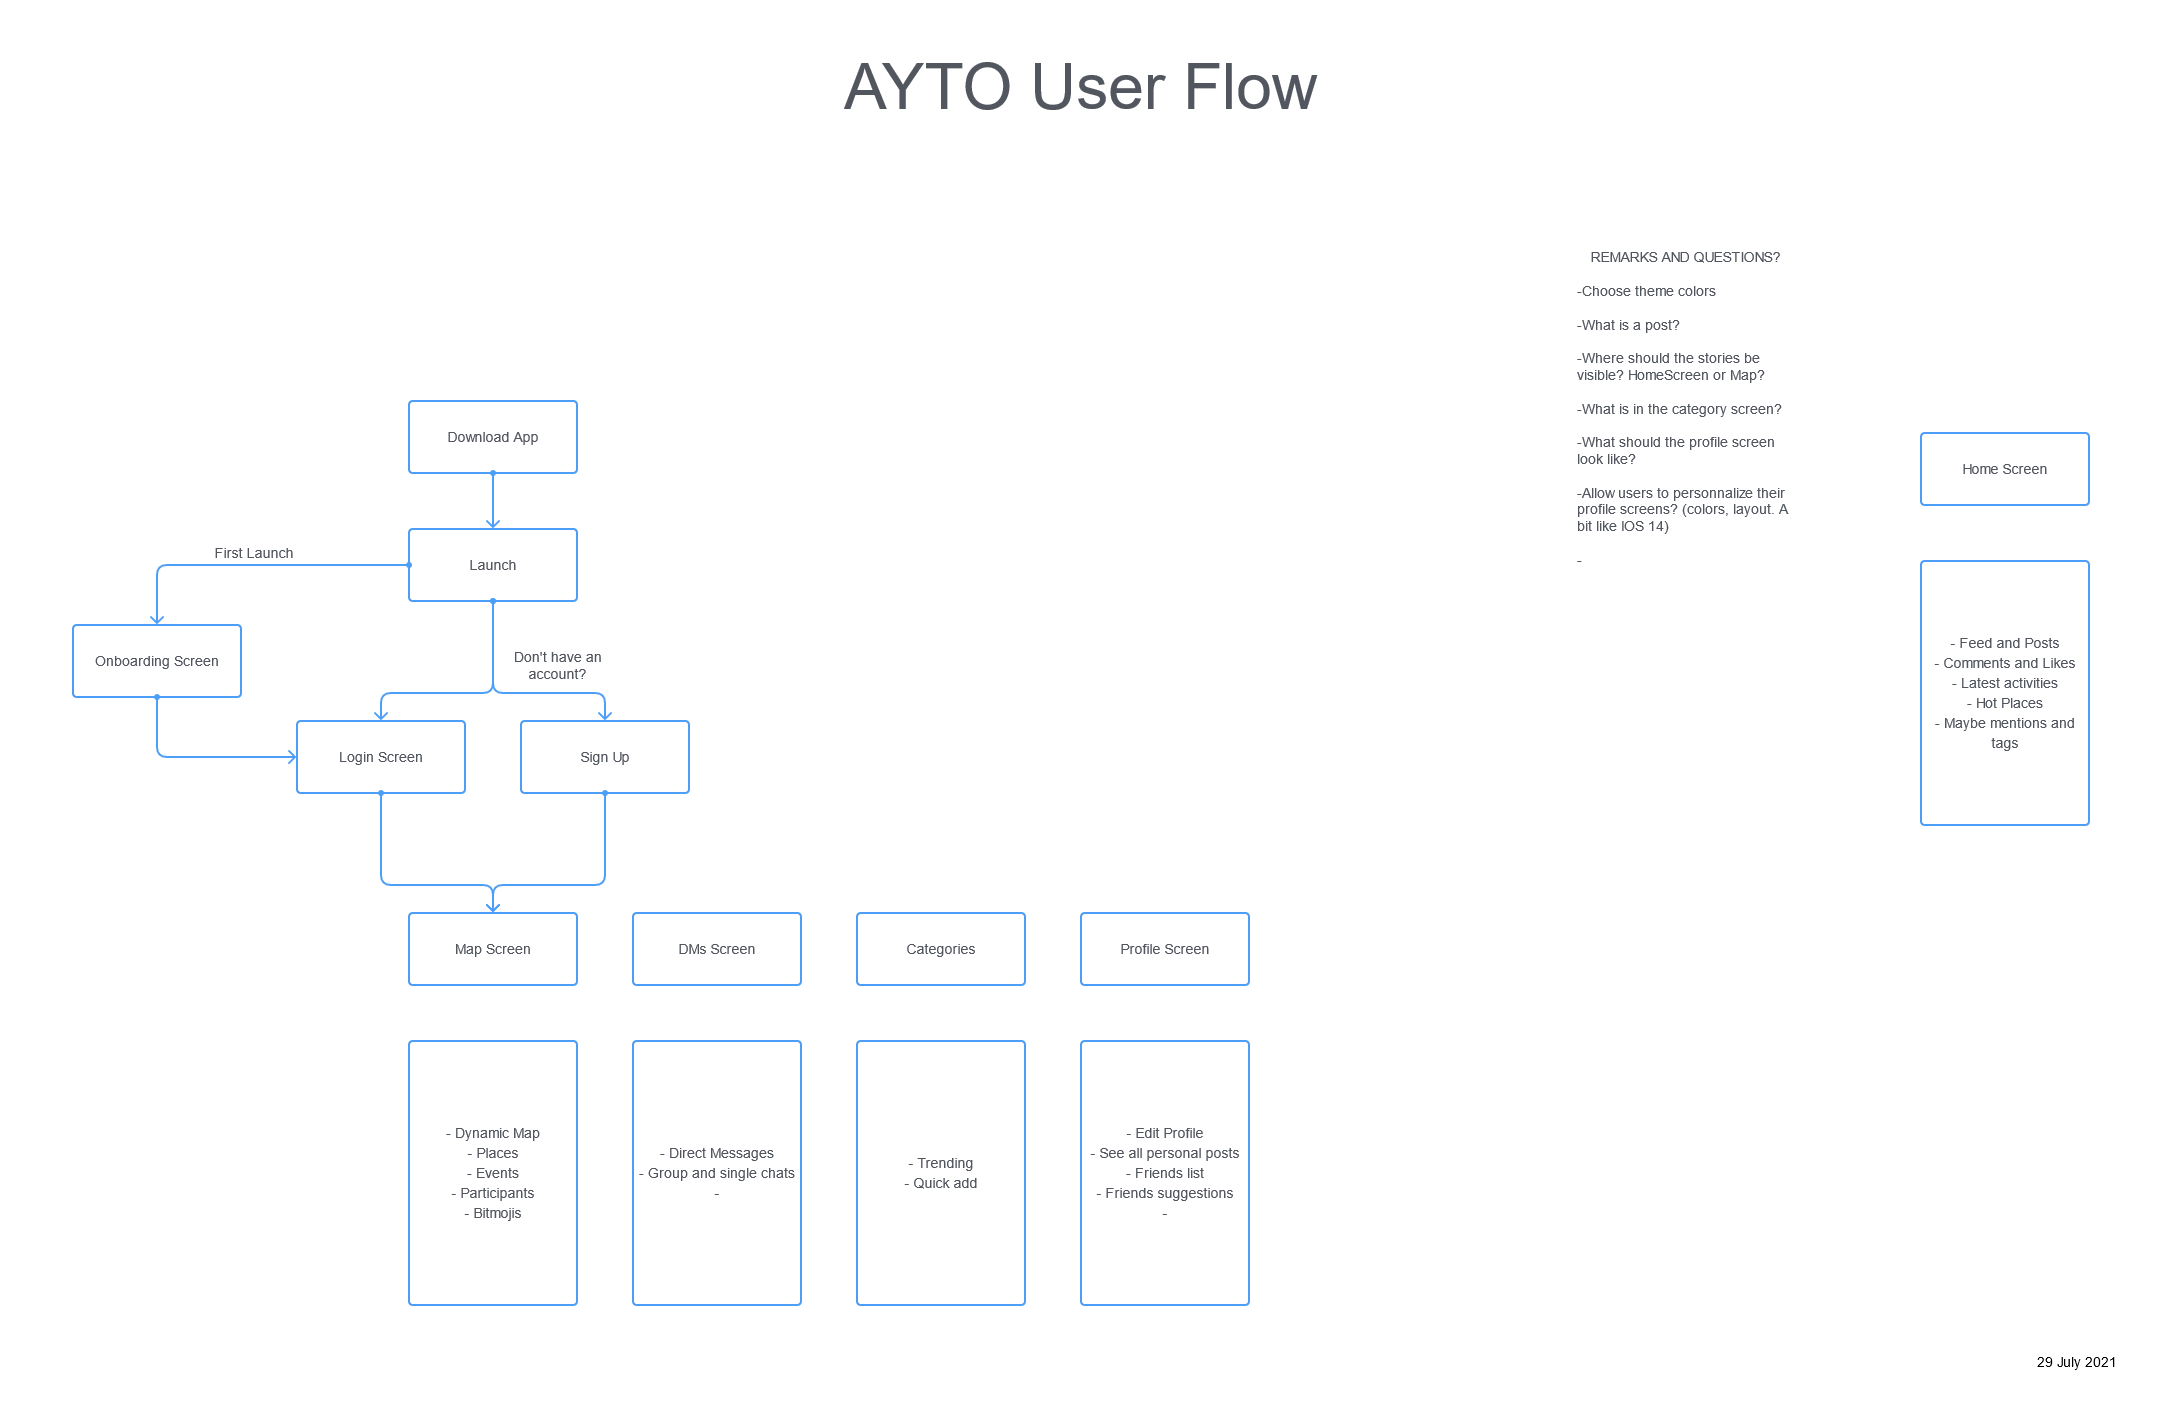 AYTO User Flow
REMARKS AND QUESTIONS?
-Choose theme colors
-What is a post?
-Where should the stories be
visible? HomeScreen or Map?
-What is in the category screen?
-What should the profile screen
look like?
-Allow users to personnalize their
profile screens? (colors, layout. A
bit like IOS 14)
-
Download App
Launch
First Launch
Onboarding Screen
Don't have an
account?
Login Screen
Sign Up
Home Screen
- Feed and Posts
- Comments and Likes
- Latest activities
- Hot Places
- Maybe mentions and
tags
Map Screen
DMs Screen
Categories
Profile Screen
- Dynamic Map
- Places
- Events
- Participants
- Bitmojis
- Direct Messages
- Group and single chats
-
- Trending
- Quick add
- Edit Profile
- See all personal posts
- Friends list
- Friends suggestions
-
29 July 2021